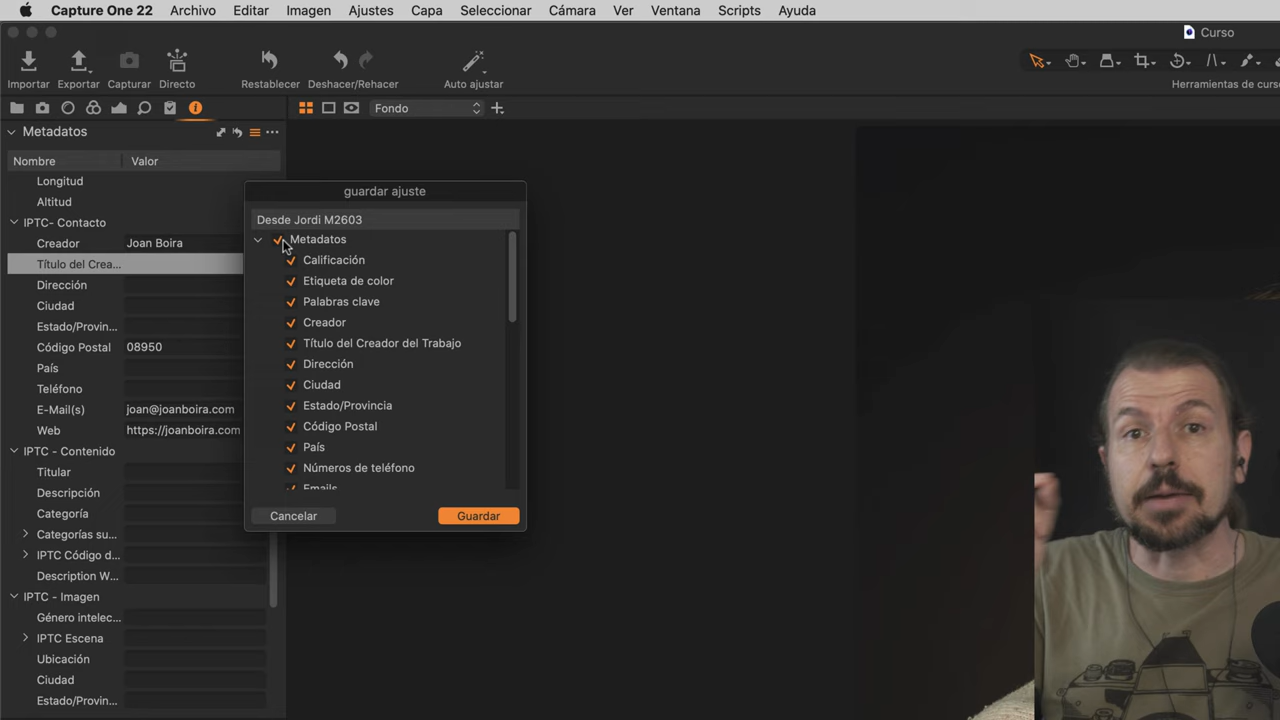 Capture One 22 Archivo Editar Imagen Ajustes Capa Seleccionar Cámara Ver Ventana Scripts Ayuda
Curso
Importar Exportar Capturar Directo Restablecer Deshacer/Rehacer Auto ajustar Herramientas de
Fondo
Metadatos
Nombre Valor
Longitud
Altitud
IPTC- Contacto
Creador Joan Boira
Título del Crea...
Dirección
Ciudad
Estado/Provin...
Código Postal 08950
País
Teléfono
E-Mail(s) joan@joanboira.com
Web https://joanboira.com
IPTC - Contenido
Titular
Descripción
Categoría
Categorías su...
IPTC Código d...
Description W...
IPTC - Imagen
Género intelec...
IPTC Escena
Ubicación
Ciudad
Estado/Provin...
guardar ajuste
Desde Jordi M2603
Metadatos
Calificación
Etiqueta de color
Palabras clave
Creador
Título del Creador del Trabajo
Dirección
Ciudad
Estado/Provincia
Código Postal
País
Números de teléfono
Emails
Cancelar Guardar